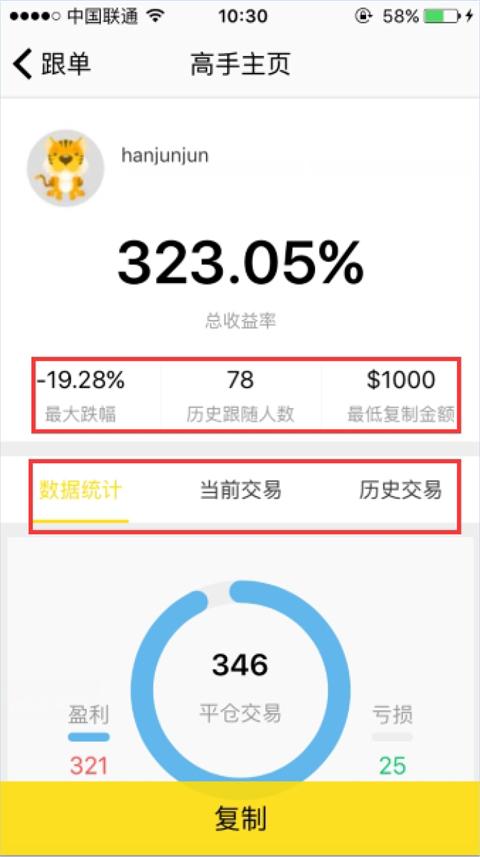 中国联通 10:30 58%
跟单 高手主页
hanjunjun
323.05%
总收益率
-19.28% 78 $1000
最大跌幅 历史跟随人数 最低复制金额
数据统计 当前交易 历史交易
346
平仓交易
盈利 亏损
321 25
复制